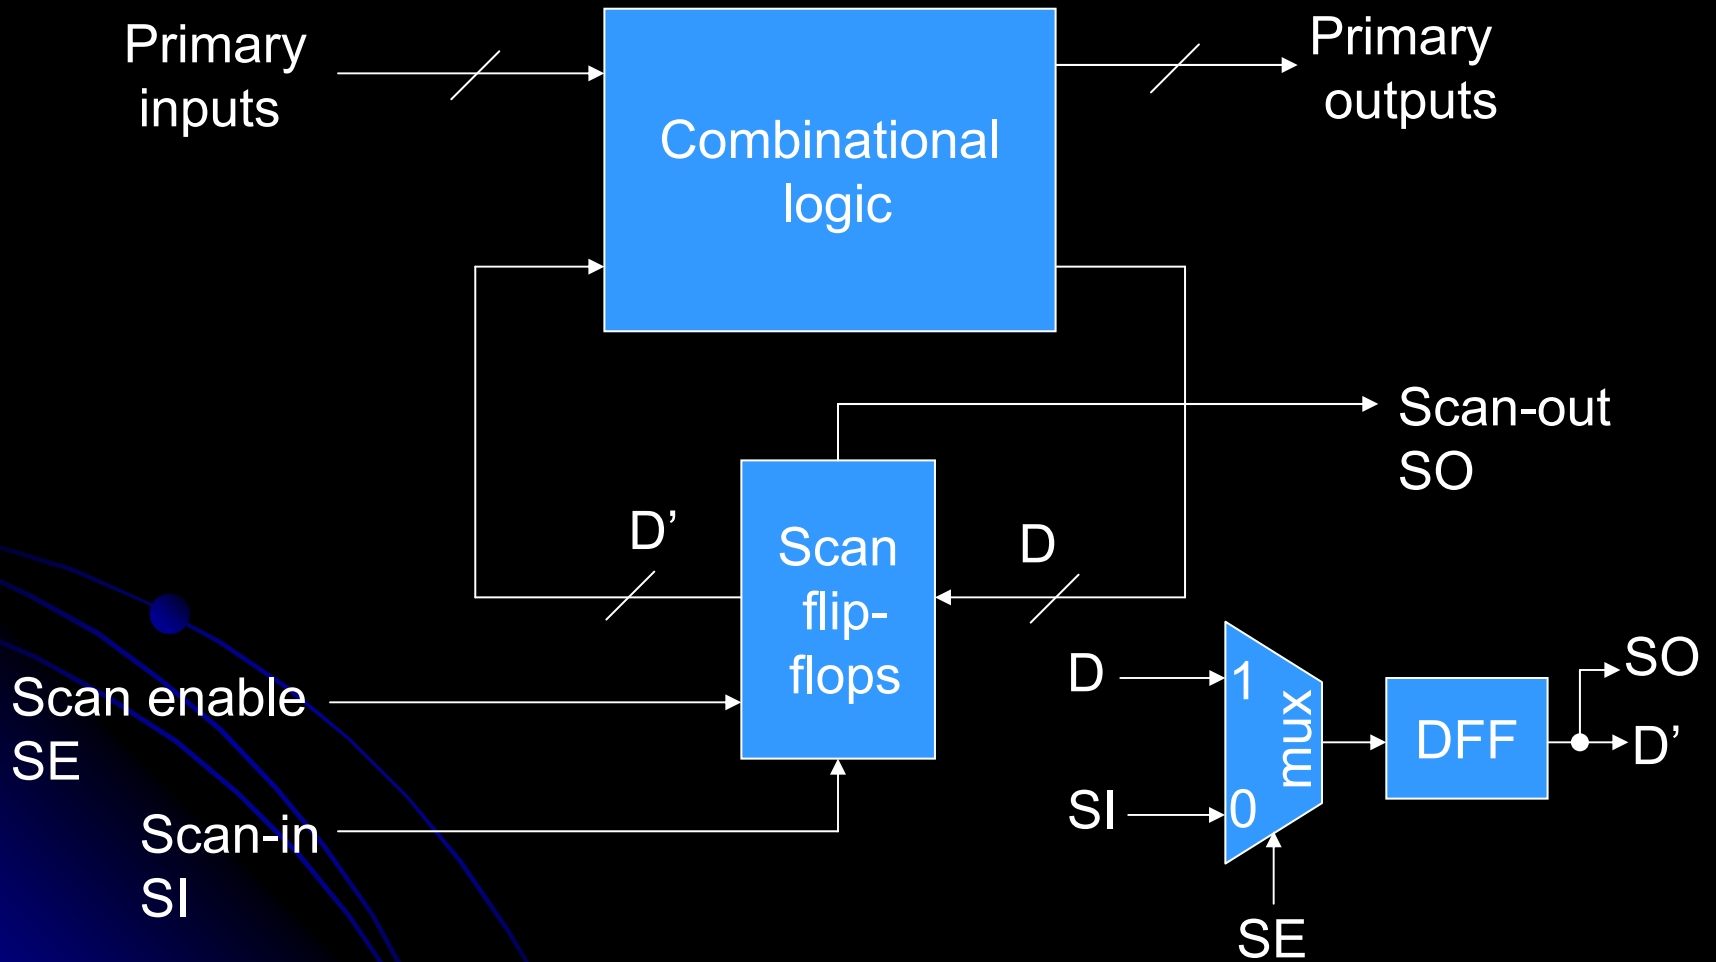 Primary
inputs
Combinational
logic
Primary
outputs
Scan-out
SO
D’
Scan
flip-
flops
D
Scan enable
SE
Scan-in
SI
D
1
mux
SI
0
SE
DFF
SO
D’